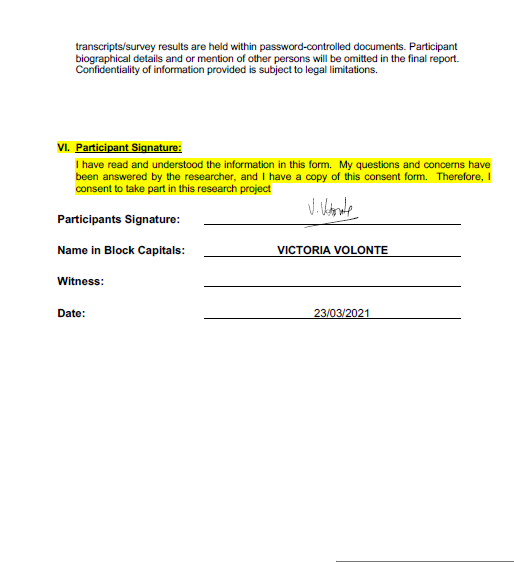 transcripts/survey results are held within password-controlled documents. Participant
biographical details and or mention of other persons will be omitted in the final report.
Confidentiality of information provided is subject to legal limitations.
VI. Participant Signature:
I have read and understood the information in this form. My questions and concerns have
been answered by the researcher, and I have a copy of this consent form. Therefore, I
consent to take part in this research project
Participants Signature: V. Volonte
Name in Block Capitals: VICTORIA VOLONTE
Witness:
Date: 23/03/2021